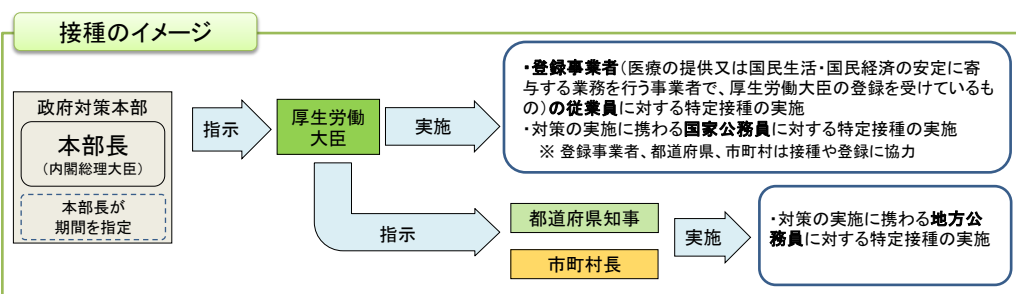 接種のイメージ
政府対策本部
本部長
(内閣総理大臣)
本部長が
期間を指定
指示
厚生労働
大臣
実施
・登録事業者(医療の提供又は国民生活・国民経済の安定に寄
与する業務を行う事業者で、厚生労働大臣の登録を受けているも
の)の従業員に対する特定接種の実施
・対策の実施に携わる国家公務員に対する特定接種の実施
※ 登録事業者、都道府県、市町村は接種や登録に協力
指示
都道府県知事
市町村長
実施
・対策の実施に携わる地方公
務員に対する特定接種の実施